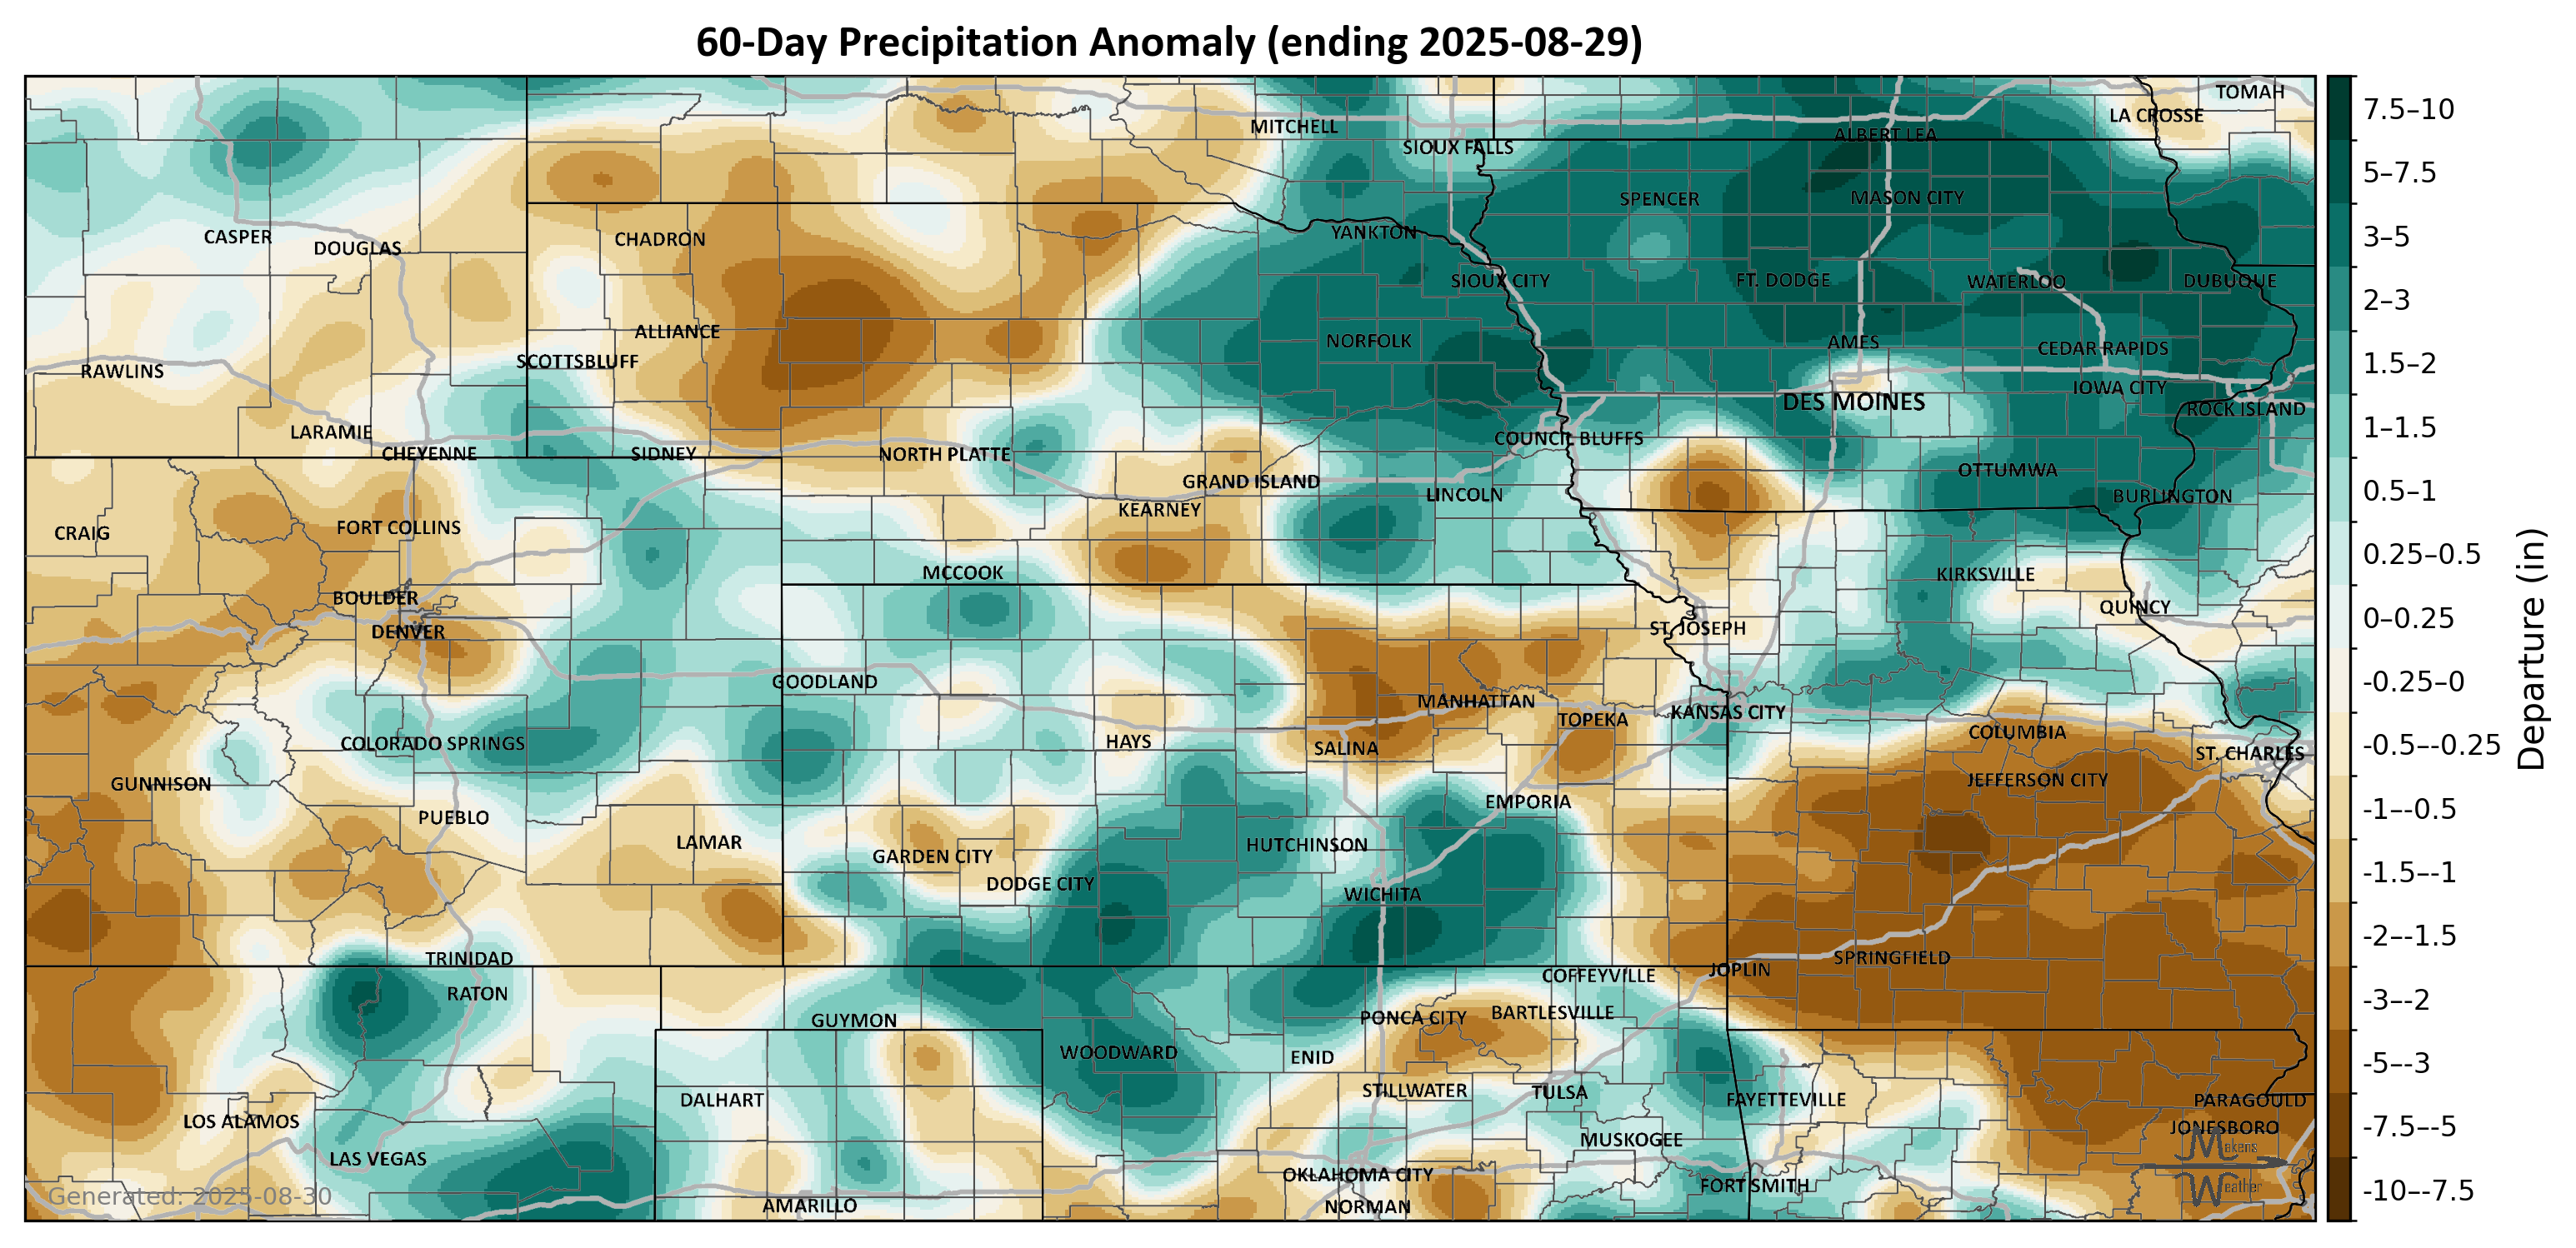 60-Day Precipitation Anomaly (ending 2025-08-29)
TOMAH
LA CROSSE
MITCHELL
ALBERT LEA
SIOUX FALLS
SPENCER
MASON CITY
CASPER
DOUGLAS
CHADRON
YANKTON
SIOUX CITY
FT. DODGE
WATERLOO
DUBUQUE
ALLIANCE
NORFOLK
AMES
CEDAR RAPIDS
SCOTTSBLUFF
RAWLINS
IOWA CITY
DES MOINES
ROCK ISLAND
LARAMIE
COUNCIL BLUFFS
CHEYENNE
SIDNEY
NORTH PLATTE
OTTUMWA
GRAND ISLAND
LINCOLN
BURLINGTON
KEARNEY
CRAIG
FORT COLLINS
MCCOOK
KIRKSVILLE
BOULDER
QUINCY
DENVER
ST. JOSEPH
GOODLAND
MANHATTAN
KANSAS CITY
TOPEKA
COLUMBIA
COLORADO SPRINGS
HAYS
SALINA
ST. CHARLES
GUNNISON
JEFFERSON CITY
EMPORIA
PUEBLO
LAMAR
HUTCHINSON
GARDEN CITY
DODGE CITY
WICHITA
TRINIDAD
SPRINGFIELD
JOPLIN
COFFEYVILLE
RATON
BARTLESVILLE
PONCA CITY
GUYMON
WOODWARD
ENID
STILLWATER
TULSA
DALHART
FAYETTEVILLE
PARAGOULD
LOS ALAMOS
JONESBORO
MUSKOGEE
LAS VEGAS
OKLAHOMA CITY
FORT SMITH
AMARILLO
NORMAN
Makens
Weather
Generated: 2025-08-30
7.5–10
5–7.5
3–5
2–3
1.5–2
1–1.5
0.5–1
0.25–0.5
0–0.25
-0.25–0
-0.5–-0.25
-1–-0.5
-1.5–-1
-2–-1.5
-3–-2
-5–-3
-7.5–-5
-10–-7.5
Departure (in)